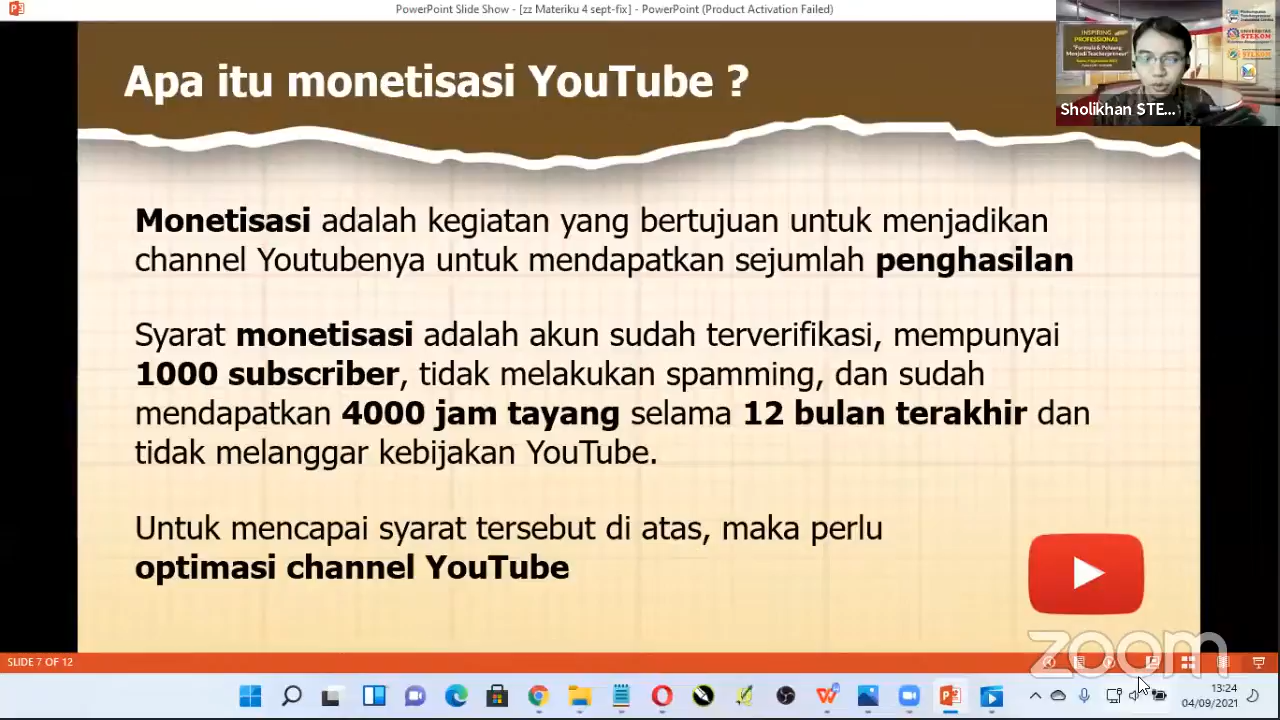 PowerPoint Slide Show - [zz Materiku 4 sept-fix] - PowerPoint (Product Activation Failed)
Apa itu monetisasi YouTube ?
INSPIRING
PROFESSIONAL
Sholikhan STE...
Monetisasi adalah kegiatan yang bertujuan untuk menjadikan
channel Youtubenya untuk mendapatkan sejumlah penghasilan
Syarat monetisasi adalah akun sudah terverifikasi, mempunyai
1000 subscriber, tidak melakukan spamming, dan sudah
mendapatkan 4000 jam tayang selama 12 bulan terakhir dan
tidak melanggar kebijakan YouTube.
Untuk mencapai syarat tersebut di atas, maka perlu
optimasi channel YouTube
zoom
SLIDE 7 OF 12
13:24
04/09/2021